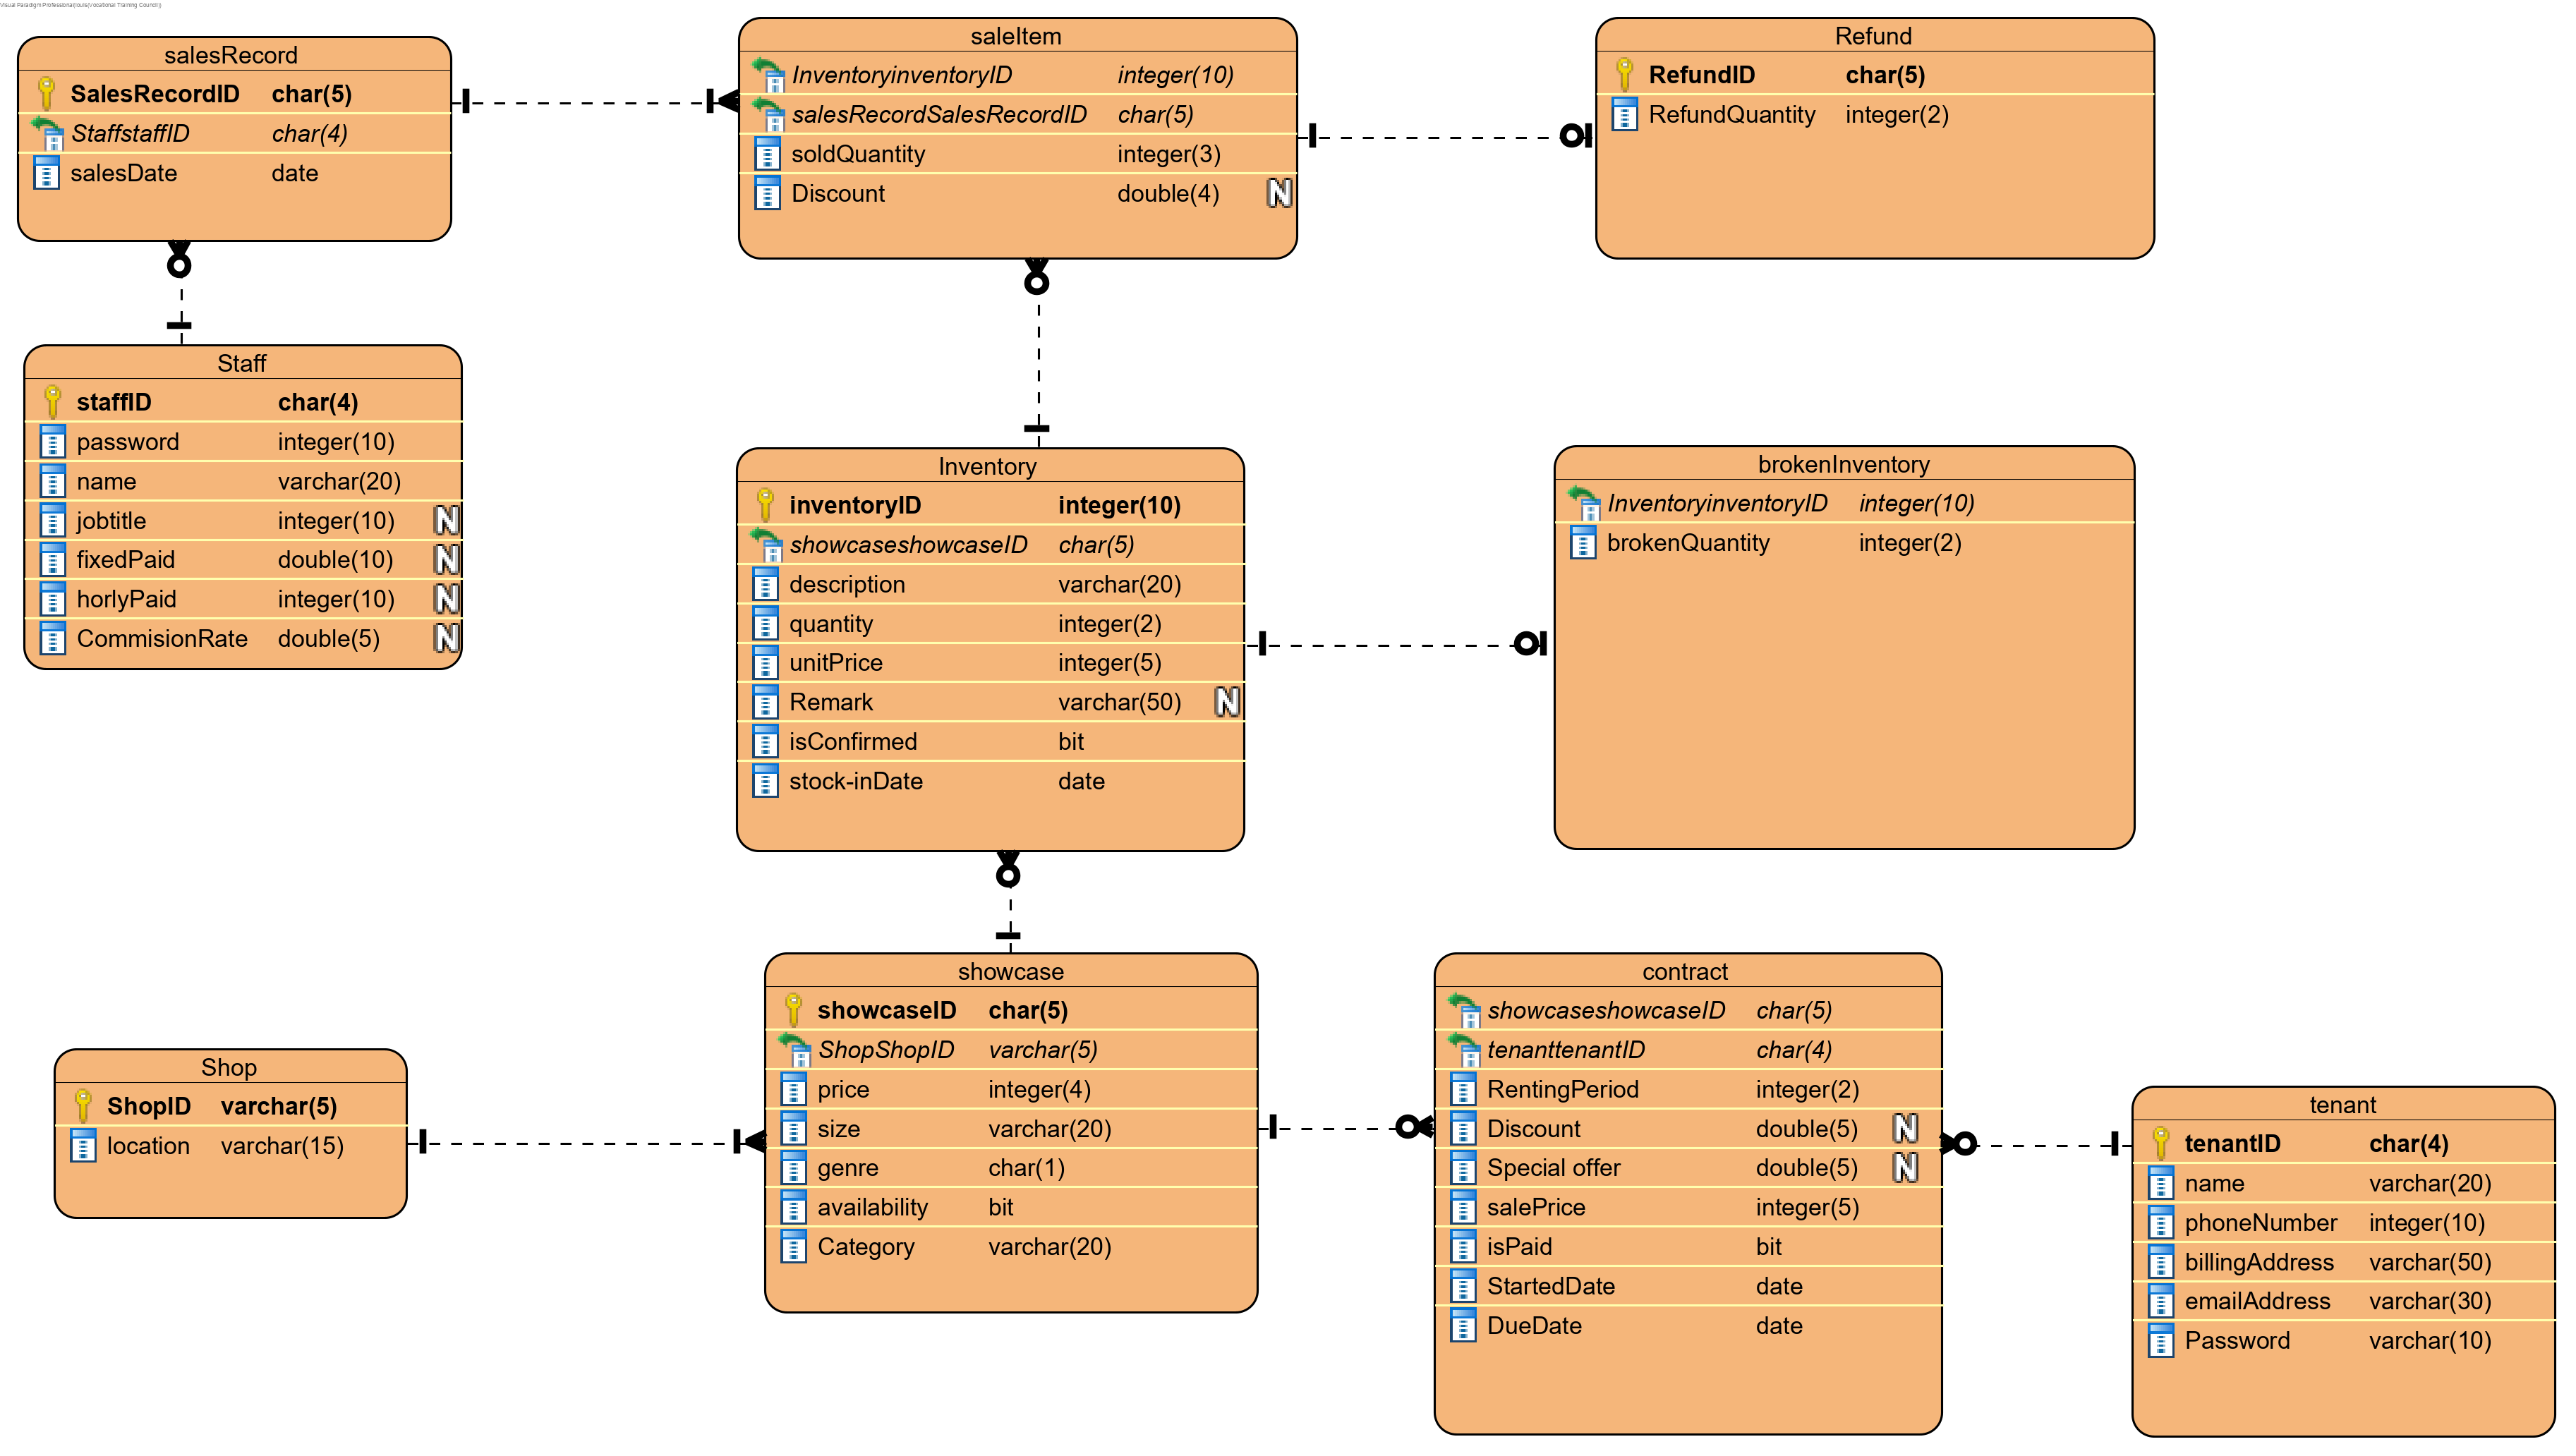 Visual Paradigm Professional(louis(Vocational Training Council))
salesRecord
SalesRecordID char(5)
StaffstaffID char(4)
salesDate date
saleItem
InventoryinventoryID integer(10)
salesRecordSalesRecordID char(5)
soldQuantity integer(3)
Discount double(4) N
Refund
RefundID char(5)
RefundQuantity integer(2)
Staff
staffID char(4)
password integer(10)
name varchar(20)
jobtitle integer(10) N
fixedPaid double(10) N
horlyPaid integer(10) N
CommisionRate double(5) N
Inventory
inventoryID integer(10)
showcaseshowcaseID char(5)
description varchar(20)
quantity integer(2)
unitPrice integer(5)
Remark varchar(50) N
isConfirmed bit
stock-inDate date
brokenInventory
InventoryinventoryID integer(10)
brokenQuantity integer(2)
Shop
ShopID varchar(5)
location varchar(15)
showcase
showcaseID char(5)
ShopShopID varchar(5)
price integer(4)
size varchar(20)
genre char(1)
availability bit
Category varchar(20)
contract
showcaseshowcaseID char(5)
tenanttenantID char(4)
RentingPeriod integer(2)
Discount double(5) N
Special offer double(5) N
salePrice integer(5)
isPaid bit
StartedDate date
DueDate date
tenant
tenantID char(4)
name varchar(20)
phoneNumber integer(10)
billingAddress varchar(50)
emailAddress varchar(30)
Password varchar(10)